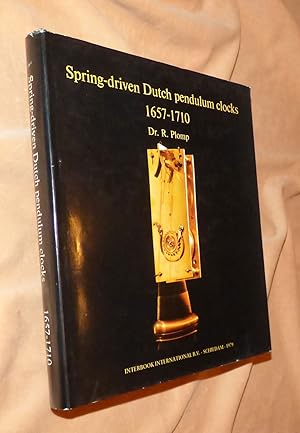 Spring-driven Dutch pendulum clocks
1657-1710
Dr. R. Plomp
INTERBOOK INTERNATIONAL B.V. - SCHIEDAM - 1979
Spring-driven Dutch pendulum clocks
1657-1710